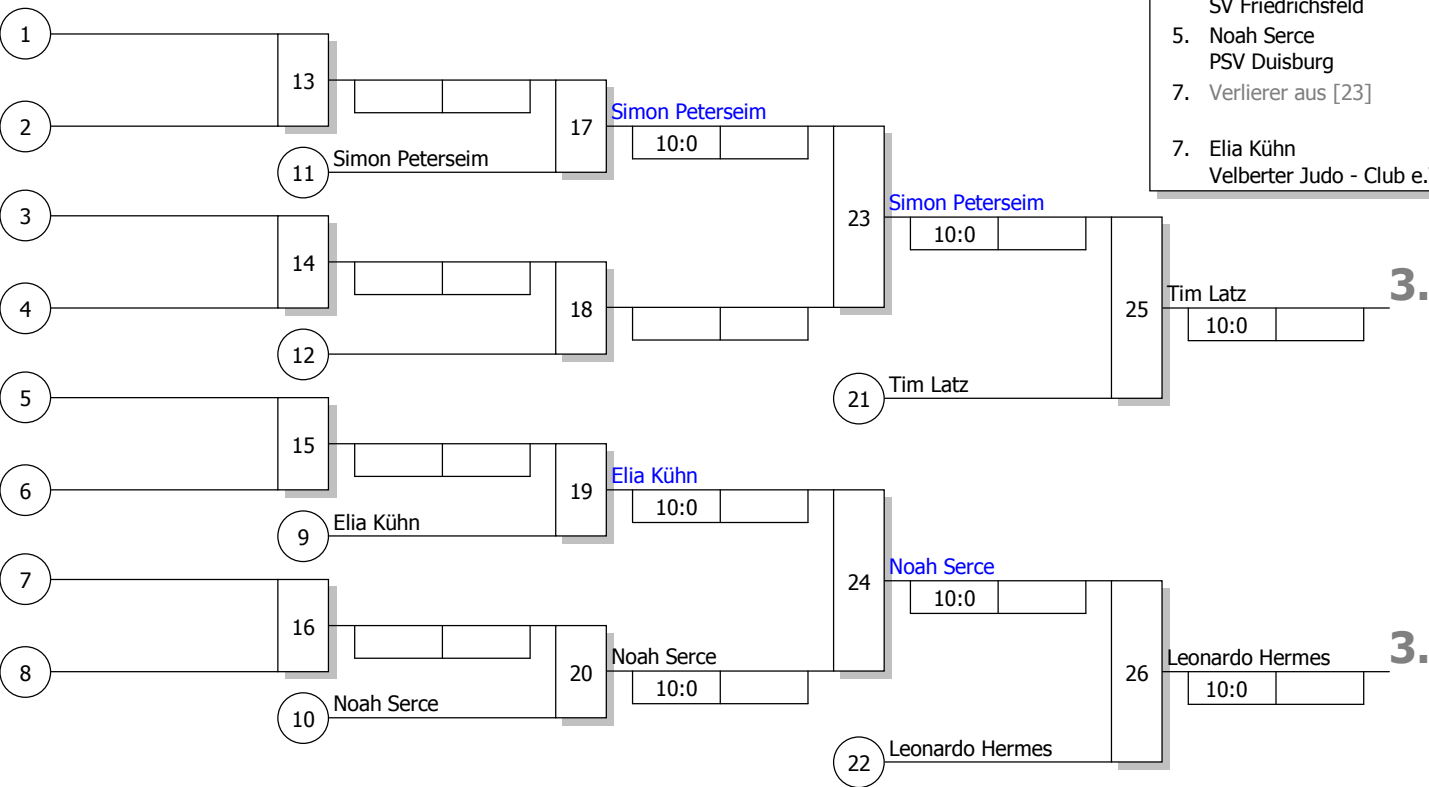 SV Friedrichsfeld
5. Noah Serce
PSV Duisburg
7. Verlierer aus [23]
7. Elia Kühn
Velberter Judo - Club e.
1
13
2
17
Simon Peterseim
10:0
11
Simon Peterseim
3
23
Simon Peterseim
10:0
14
4
18
25
Tim Latz
10:0
3.
12
5
21
Tim Latz
15
6
19
Elia Kühn
10:0
9
Elia Kühn
7
24
Noah Serce
10:0
16
8
20
Noah Serce
10:0
26
Leonardo Hermes
10:0
3.
10
Noah Serce
22
Leonardo Hermes